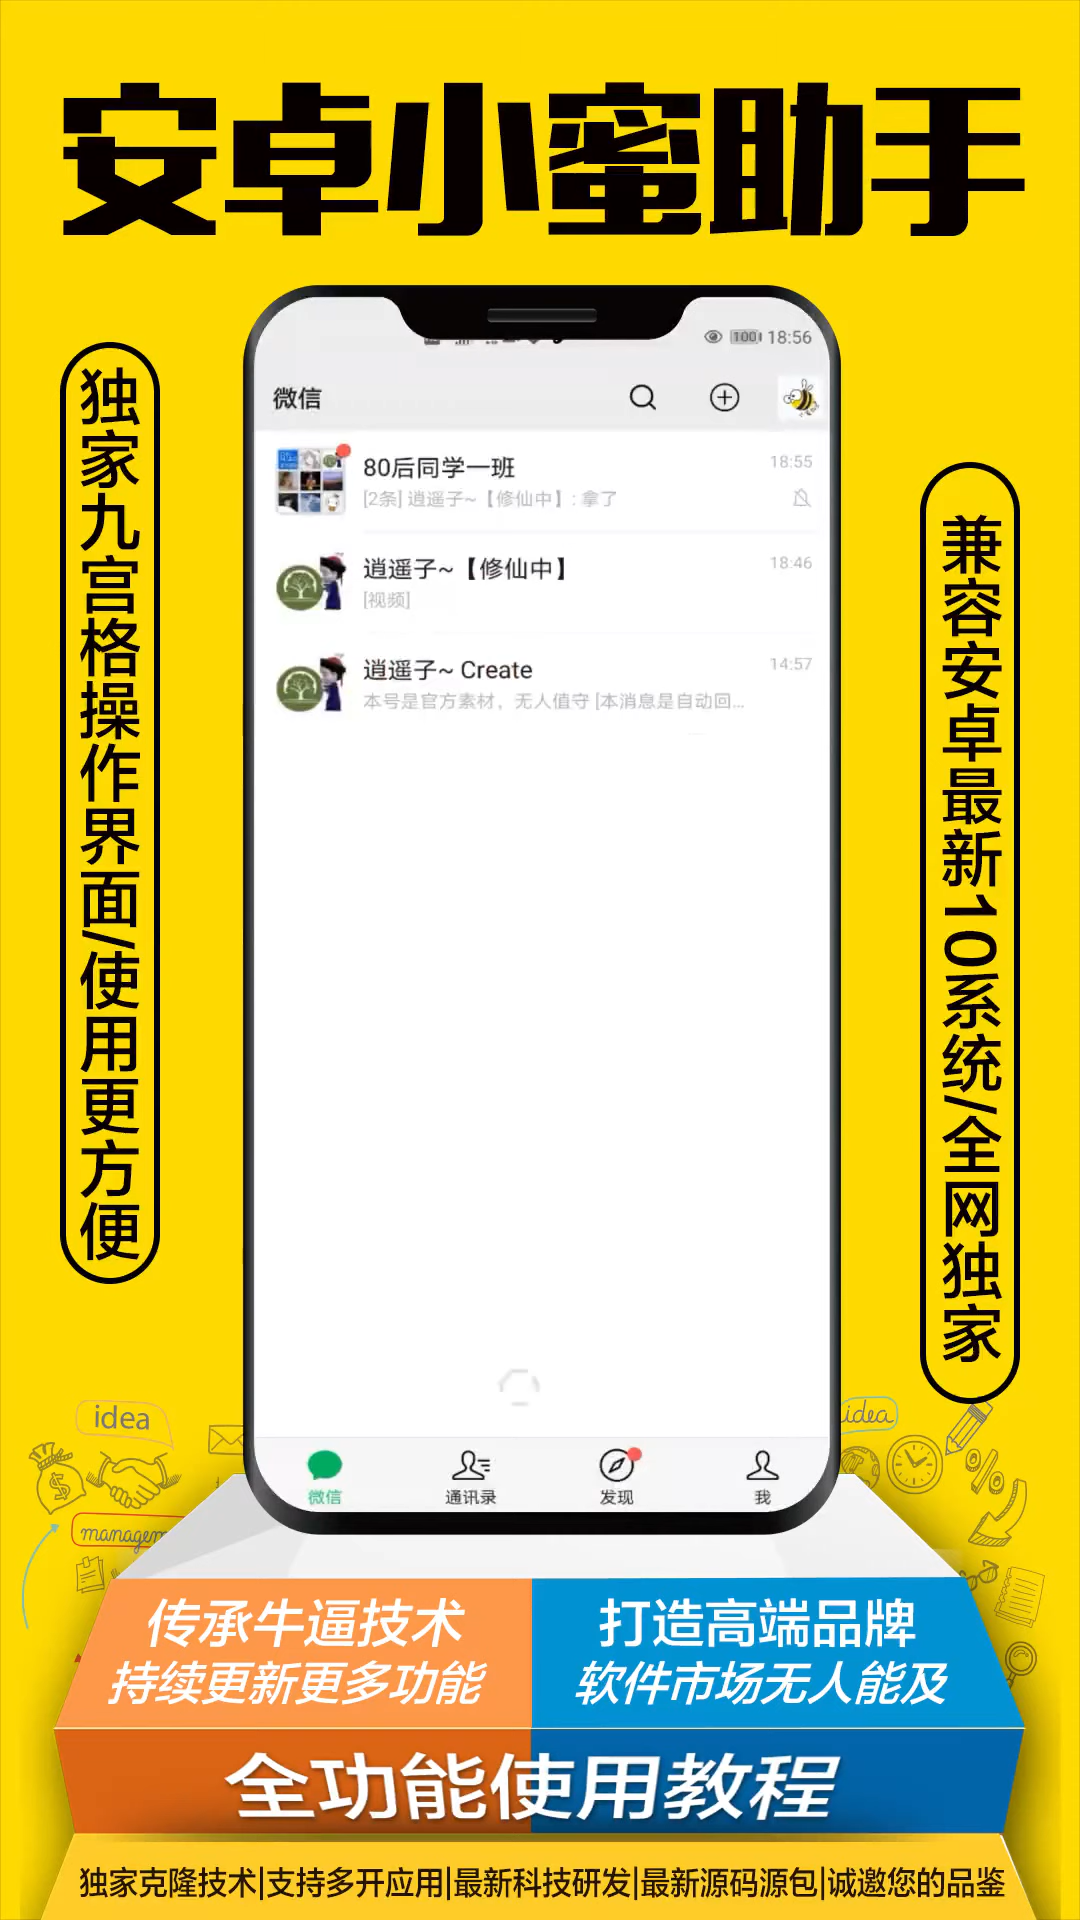 安卓小蜜助手
独家九宫格操作界面/使用更方便
兼容安卓最新10系统/全网独家
100 18:56
微信
80后同学一班 18:55
[2条] 逍遥子~【修仙中】: 拿了
逍遥子~【修仙中】 18:46
[视频]
逍遥子~ Create 14:57
本号是官方素材，无人值守 [本消息是自动回...
微信 通讯录 发现 我
idea
idea
managem
传承牛逼技术
持续更新更多功能
打造高端品牌
软件市场无人能及
全功能使用教程
独家克隆技术|支持多开应用|最新科技研发|最新源码源包|诚邀您的品鉴